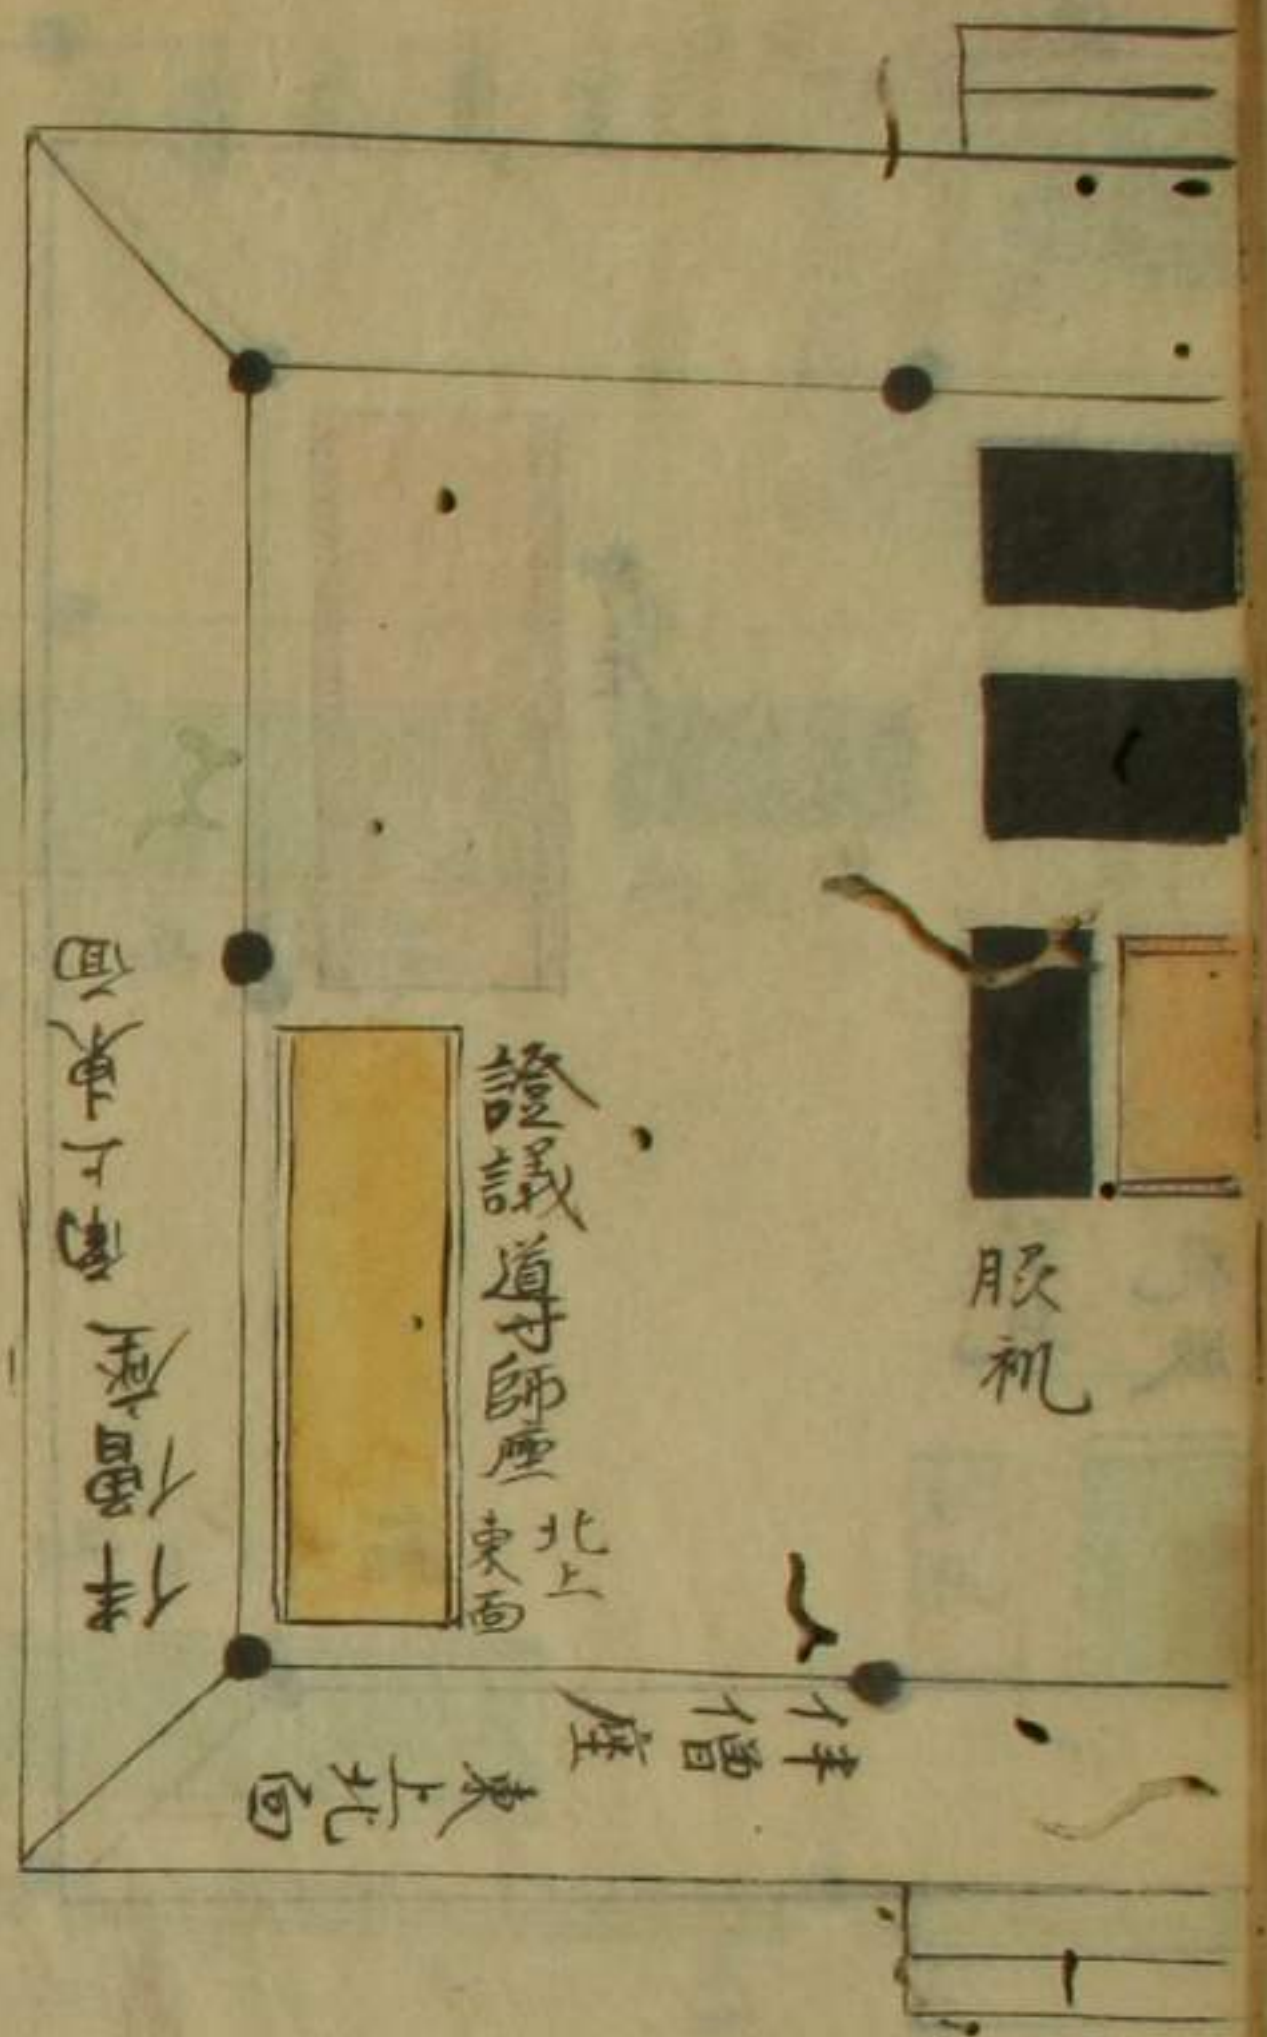 脇机
證議導師座 北上
東面
伴僧座
東上北面
伴僧座 南上東面